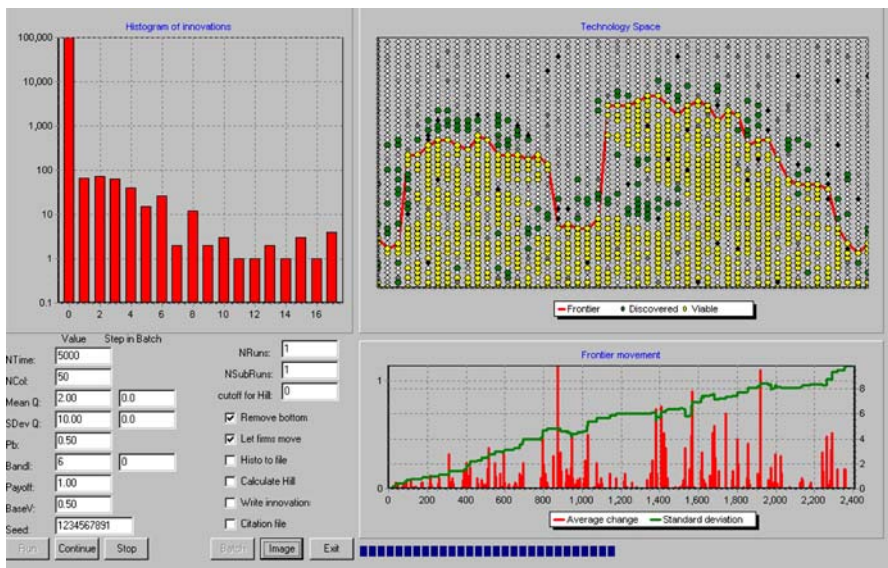 Histogram of innovations
100,000
10,000
1,000
100
10
1
0.1
0 2 4 6 8 10 12 14 16
Technology Space
Frontier Discovered Viable
Value Step in Batch
NTime: 5000
NCol: 50
Mean Q: 2.00 0.0
SDev Q: 10.00 0.0
Pb: 0.50
Bandl: 6 0
Payoff: 1.00
BaseV: 0.50
Seed: 1234567891
Run Continue Stop
NRuns: 1
NSubRuns: 1
cutoff for Hill: 0
Remove bottom
Let firms move
Histo to file
Calculate Hill
Write innovation
Citation file
Batch Image Exit
Frontier movement
1
0
8
6
4
2
0
0 200 400 600 800 1,000 1,200 1,400 1,600 1,800 2,000 2,200 2,400
Average change Standard deviation